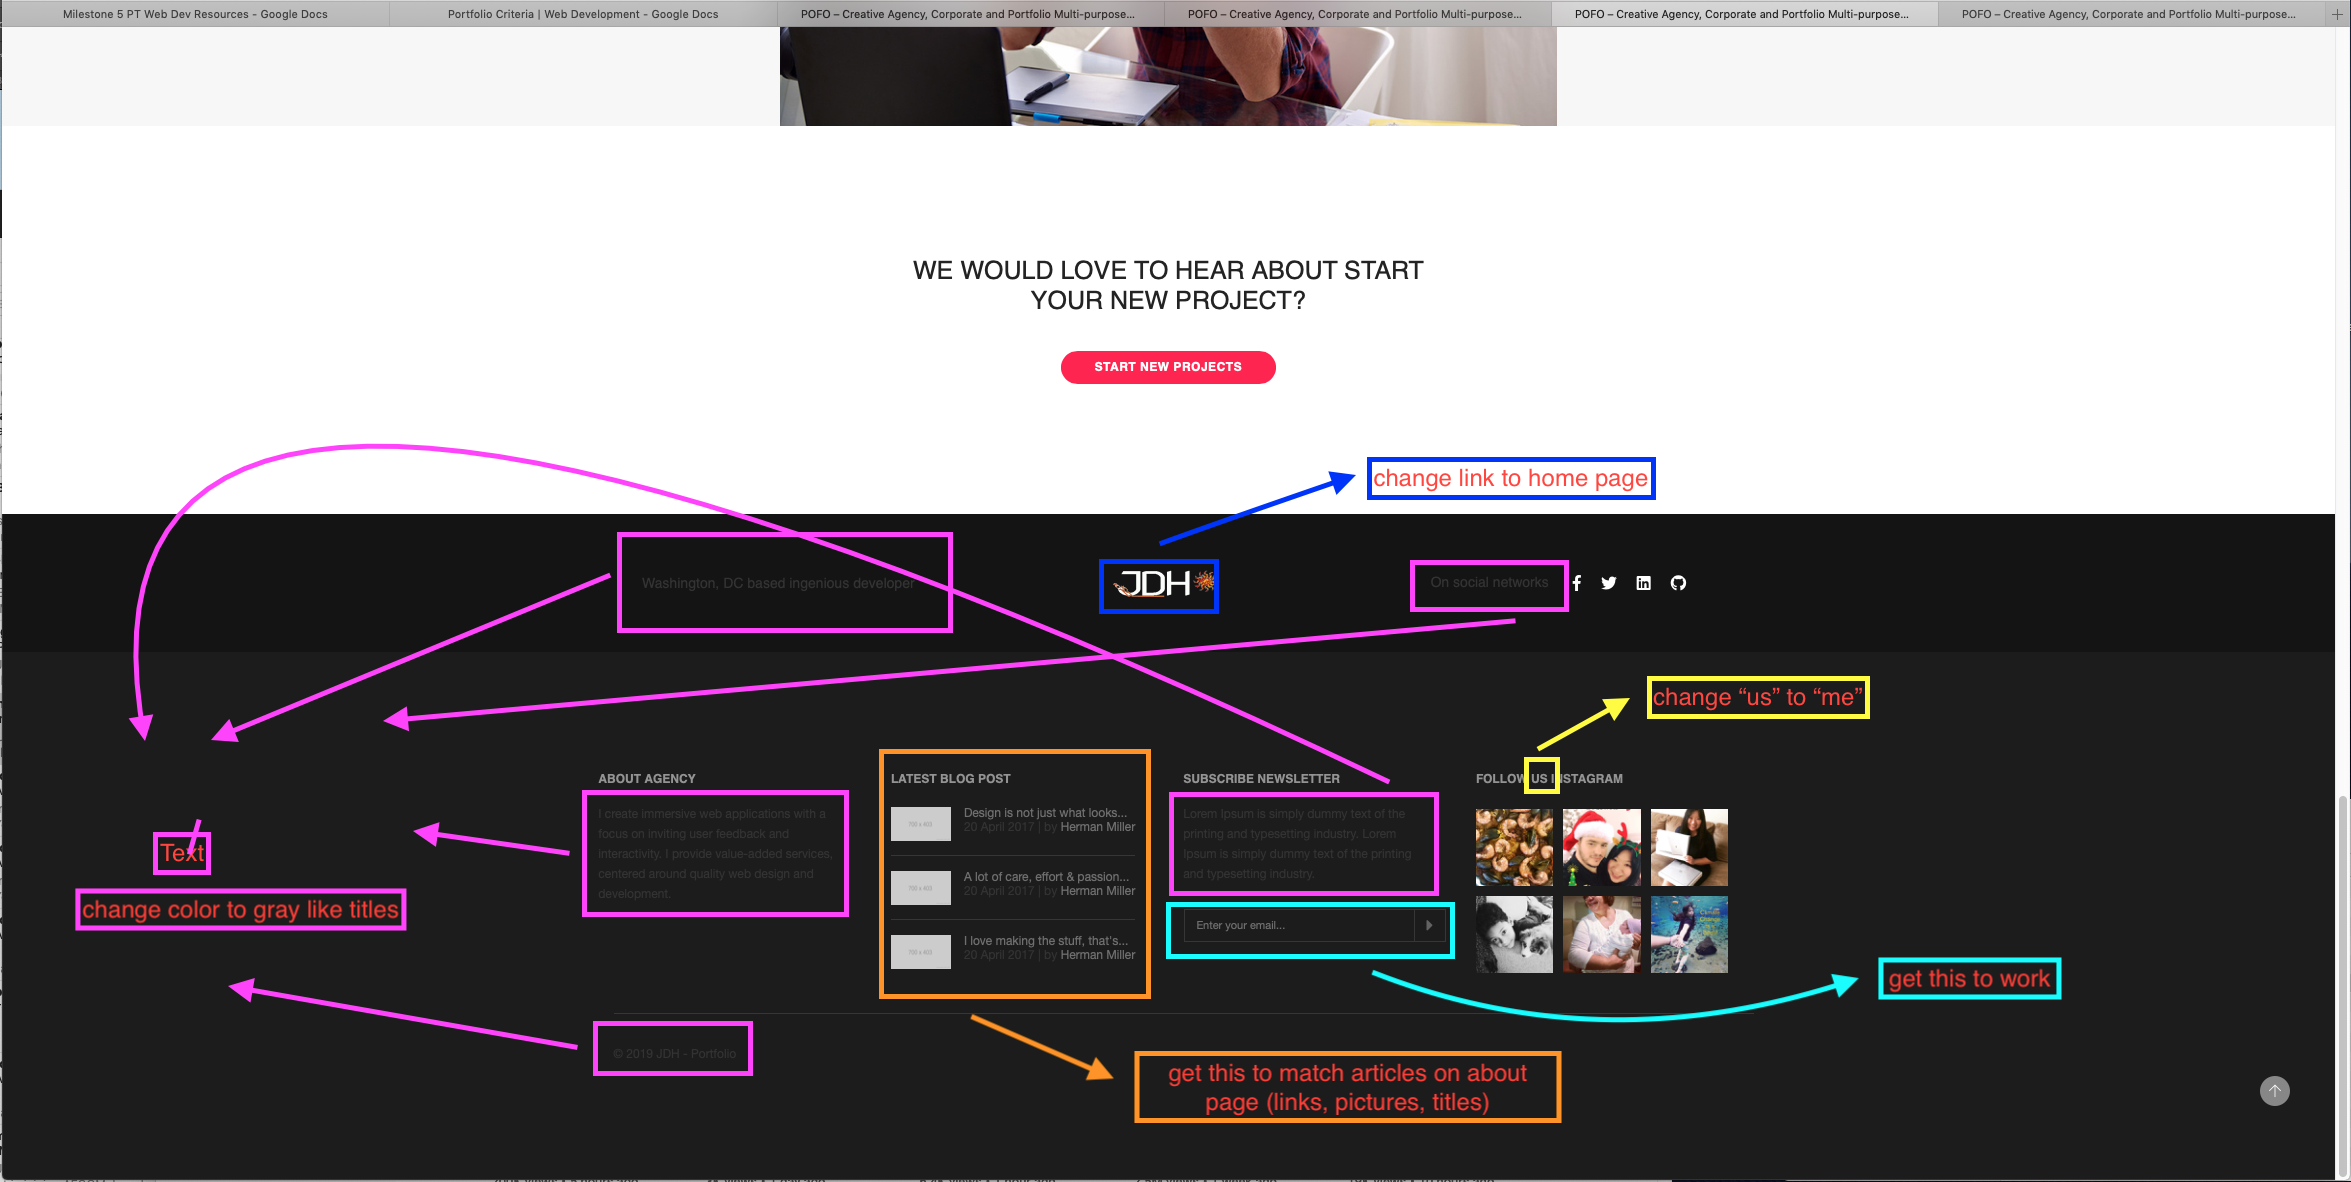 Milestone 5 PT Web Dev Resources - Google Docs
Portfolio Criteria | Web Development - Google Docs
POFO – Creative Agency, Corporate and Portfolio Multi-purpose...
POFO – Creative Agency, Corporate and Portfolio Multi-purpose...
POFO – Creative Agency, Corporate and Portfolio Multi-purpose...
POFO – Creative Agency, Corporate and Portfolio Multi-purpose...
WE WOULD LOVE TO HEAR ABOUT START
YOUR NEW PROJECT?
START NEW PROJECTS
change link to home page
Washington, DC based ingenious developer
JDH
On social networks
change “us” to “me”
ABOUT AGENCY
I create immersive web applications with a
focus on inviting user feedback and
interactivity. I provide value-added services,
centered around quality web design and
development.
LATEST BLOG POST
Design is not just what looks...
20 April 2017 | by Herman Miller
A lot of care, effort & passion...
20 April 2017 | by Herman Miller
I love making the stuff, that's...
20 April 2017 | by Herman Miller
SUBSCRIBE NEWSLETTER
Lorem Ipsum is simply dummy text of the
printing and typesetting industry. Lorem
Ipsum is simply dummy text of the printing
and typesetting industry.
Enter your email...
FOLLOW US INSTAGRAM
Text
change color to gray like titles
get this to work
© 2019 JDH - Portfolio
get this to match articles on about
page (links, pictures, titles)